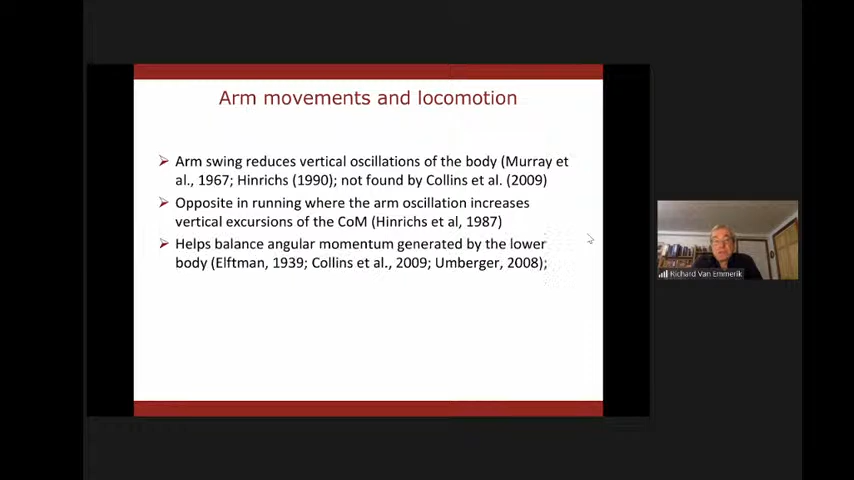 Arm movements and locomotion
Arm swing reduces vertical oscillations of the body (Murray et
al., 1967; Hinrichs (1990); not found by Collins et al. (2009)
Opposite in running where the arm oscillation increases
vertical excursions of the CoM (Hinrichs et al, 1987)
Helps balance angular momentum generated by the lower
body (Elftman, 1939; Collins et al., 2009; Umberger, 2008);
Richard Van Emmerik